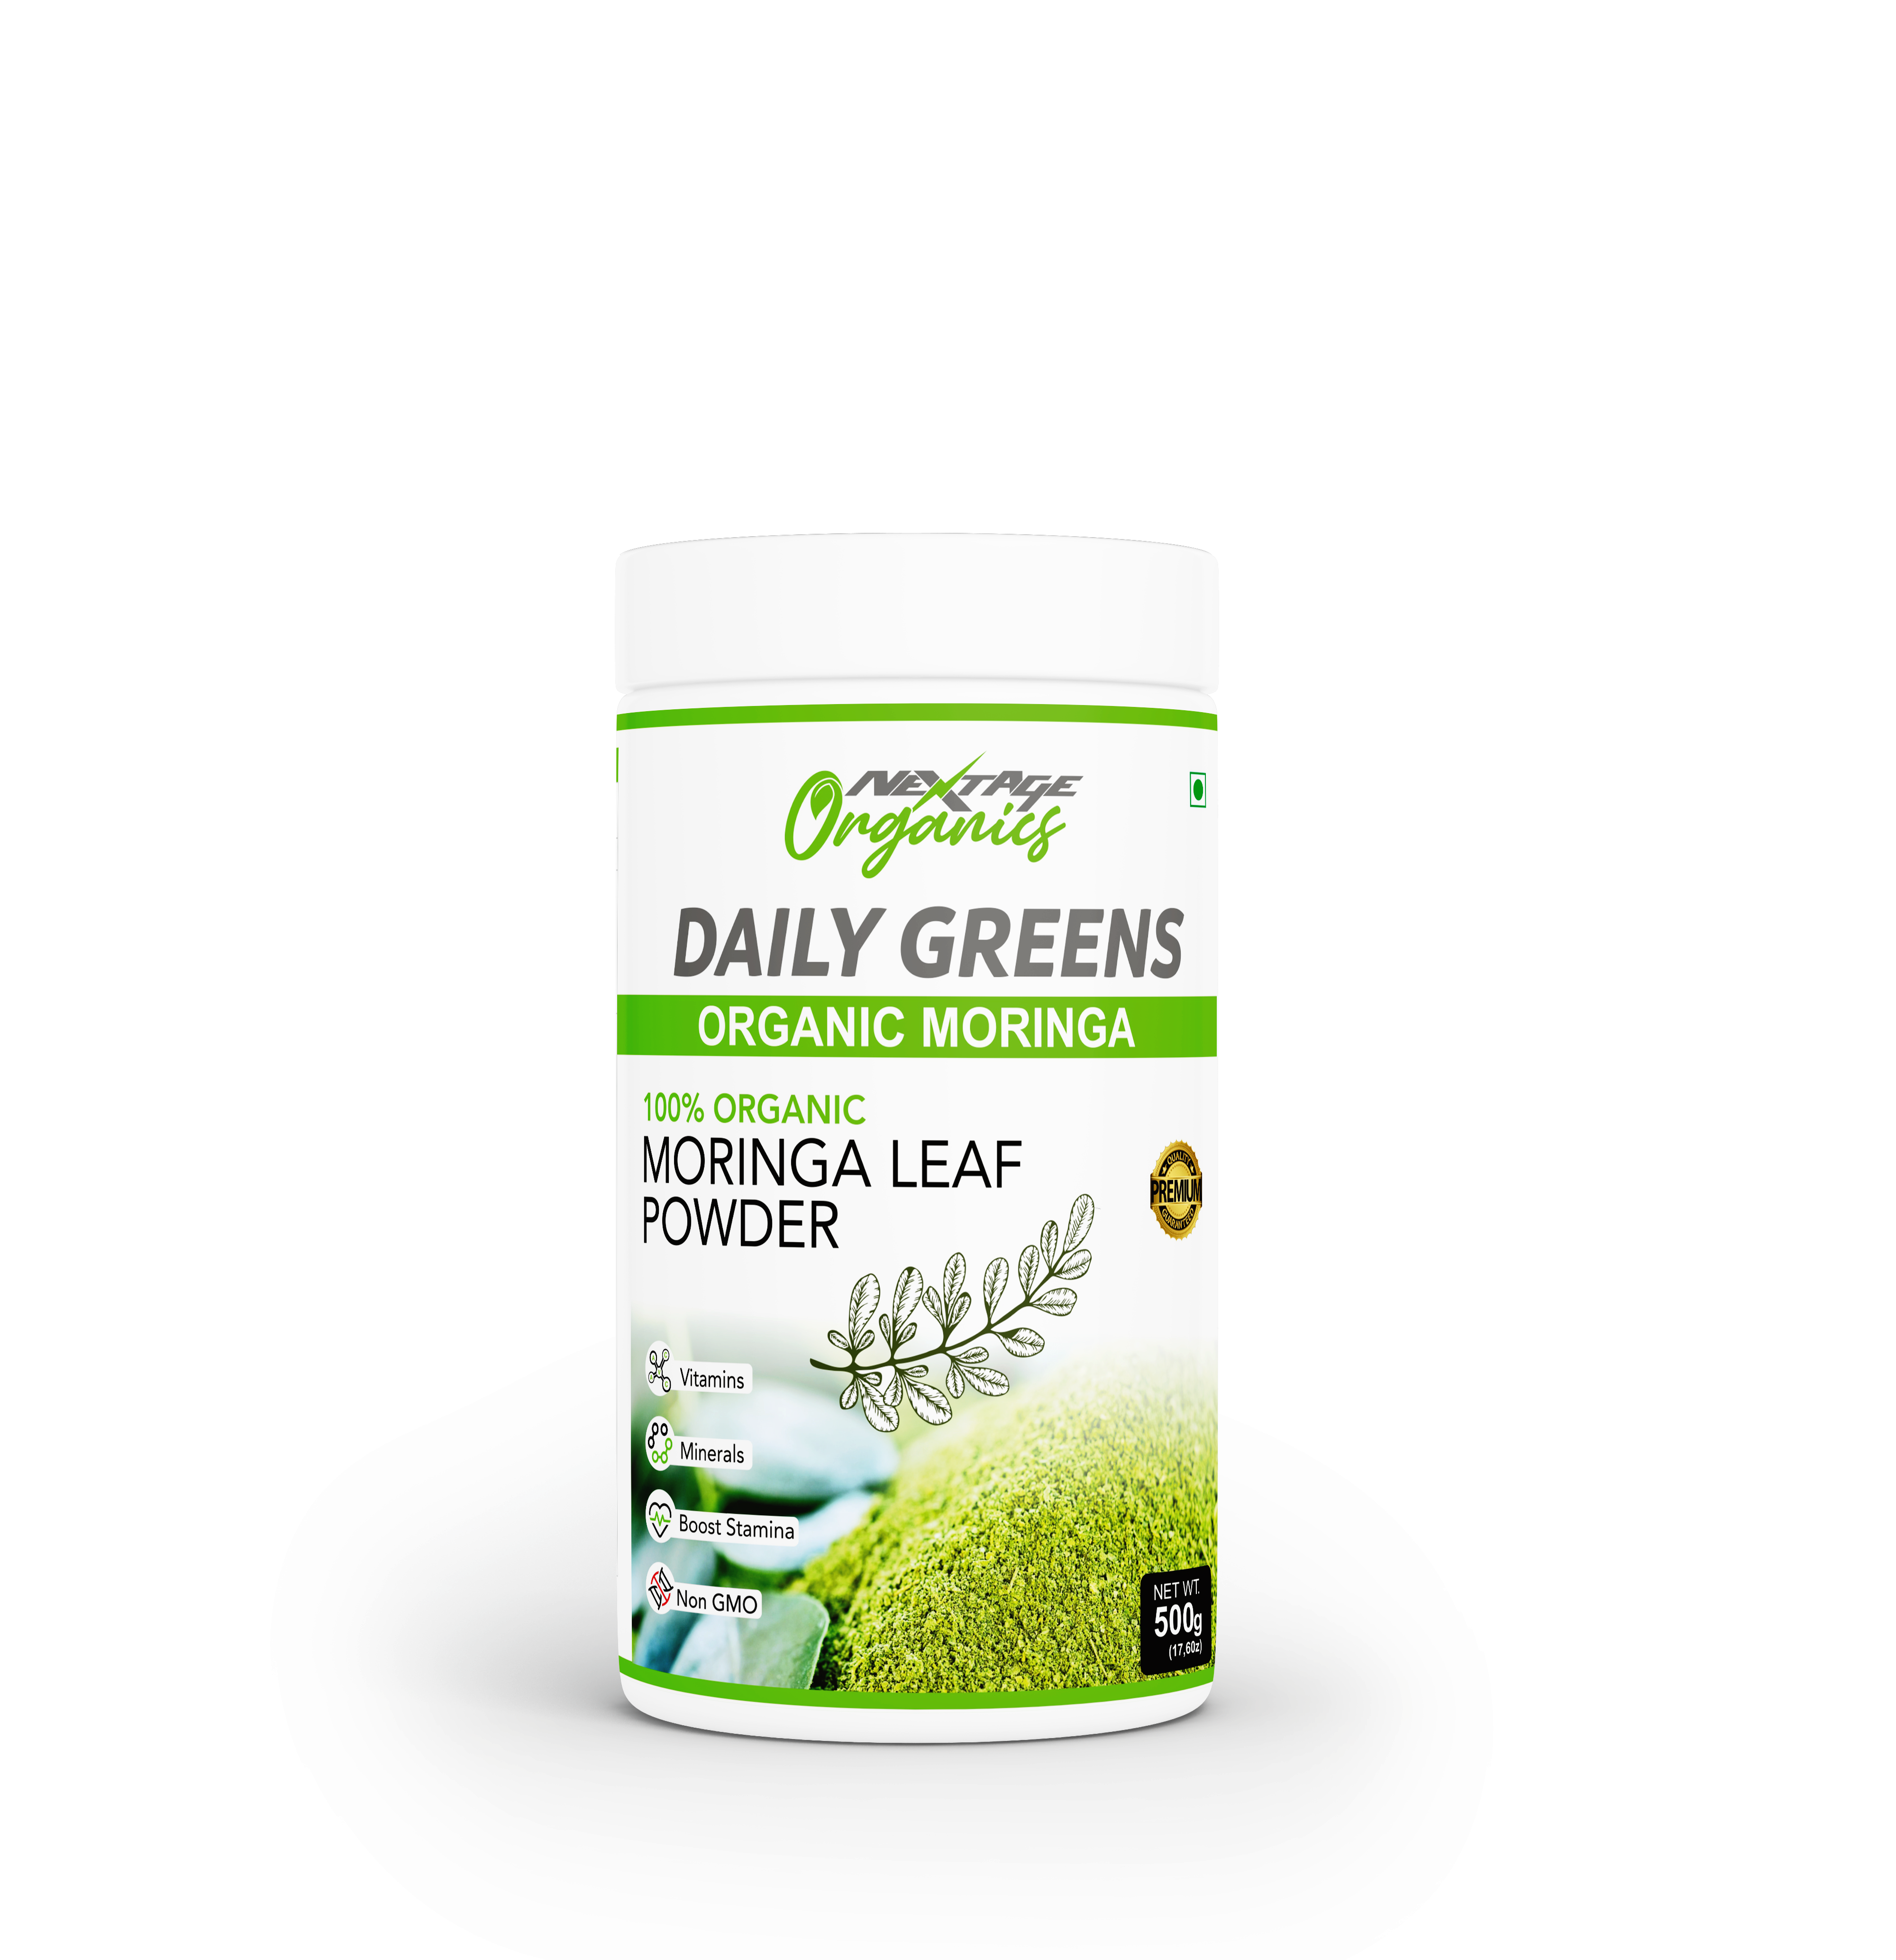 NEXTAGE
Organics
DAILY GREENS
ORGANIC MORINGA
100% ORGANIC
MORINGA LEAF
POWDER
QUALITY
PREMIUM
GUARANTEED
Vitamins
Minerals
Boost Stamina
Non GMO
NET WT.
500g
(17,60z)